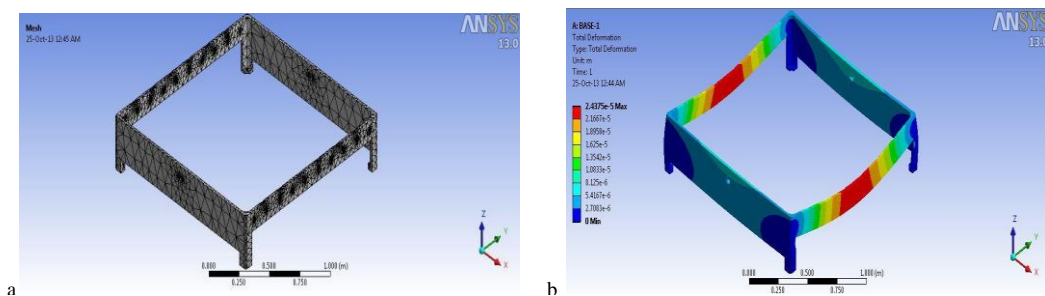 Mesh
25-Oct-13 12:45 AM
ANSYS
13.0
Z
Y
X
0.000
0.500
1.000 (m)
0.250
0.750
a
A: BASE-1
Total Deformation
Type: Total Deformation
Unit: m
Time: 1
25-Oct-13 12:44 AM
2.4375e-5 Max
2.1667e-5
1.8958e-5
1.625e-5
1.3542e-5
1.0833e-5
8.125e-6
5.4167e-6
2.7083e-6
0 Min
ANSYS
13.0
Z
Y
X
0.000
0.500
1.000 (m)
0.250
0.750
b